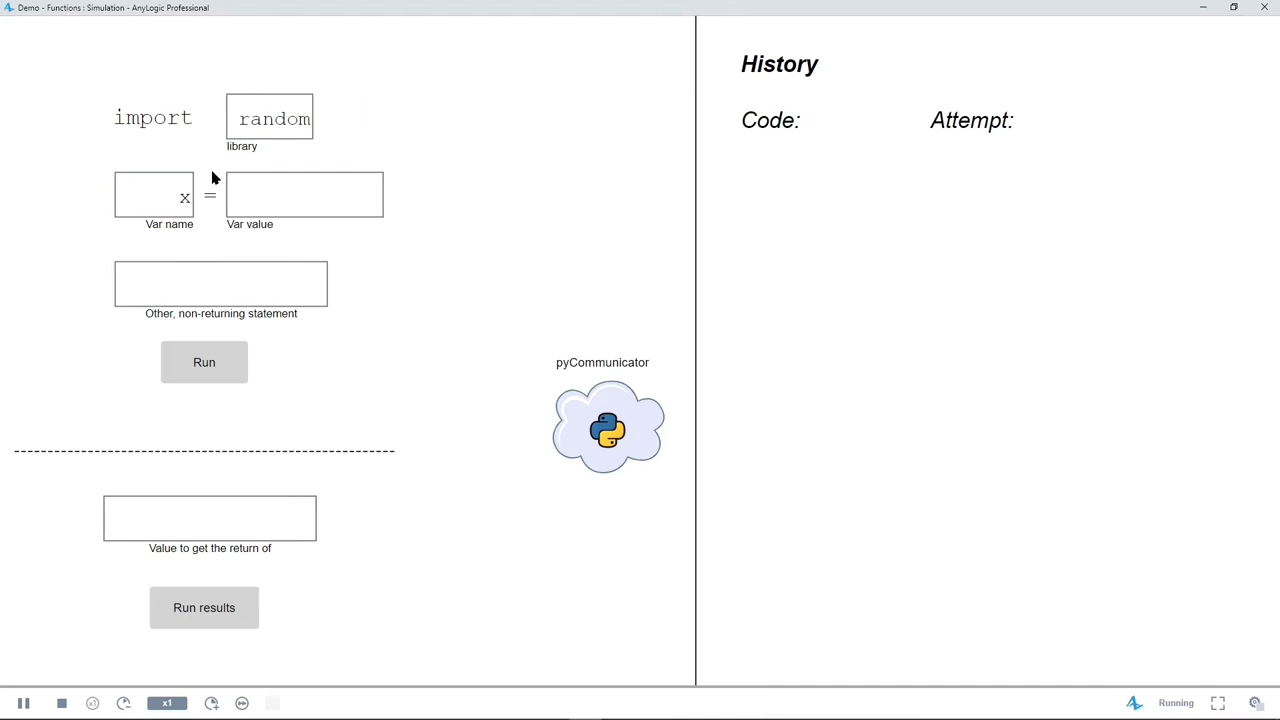 Demo - Functions : Simulation - AnyLogic Professional
History
import random
library
Code: Attempt:
x =
Var name Var value
Other, non-returning statement
Run
pyCommunicator
Value to get the return of
Run results
x1 x1 Running